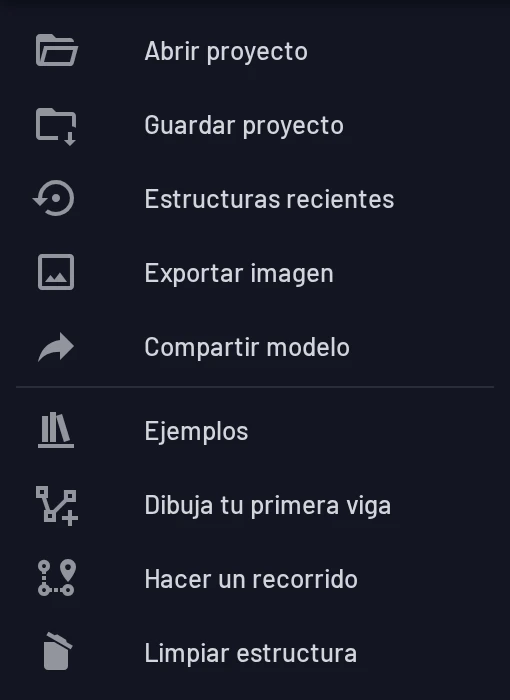 Abrir proyecto
Guardar proyecto
Estructuras recientes
Exportar imagen
Compartir modelo
Ejemplos
Dibuja tu primera viga
Hacer un recorrido
Limpiar estructura